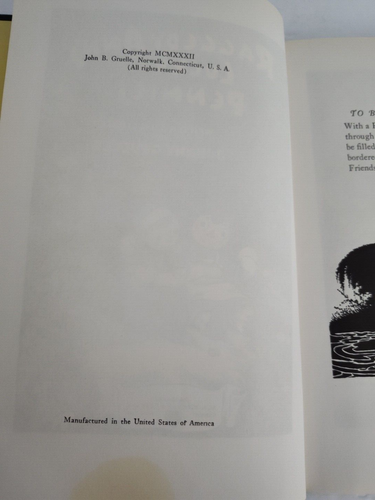 Copyright MCMXXXII
John B. Gruelle, Norwalk. Connecticut, U. S. A.
(All rights reserved)
Manufactured in the United States of America
TO
With a
through
be filled
bordere
Friends